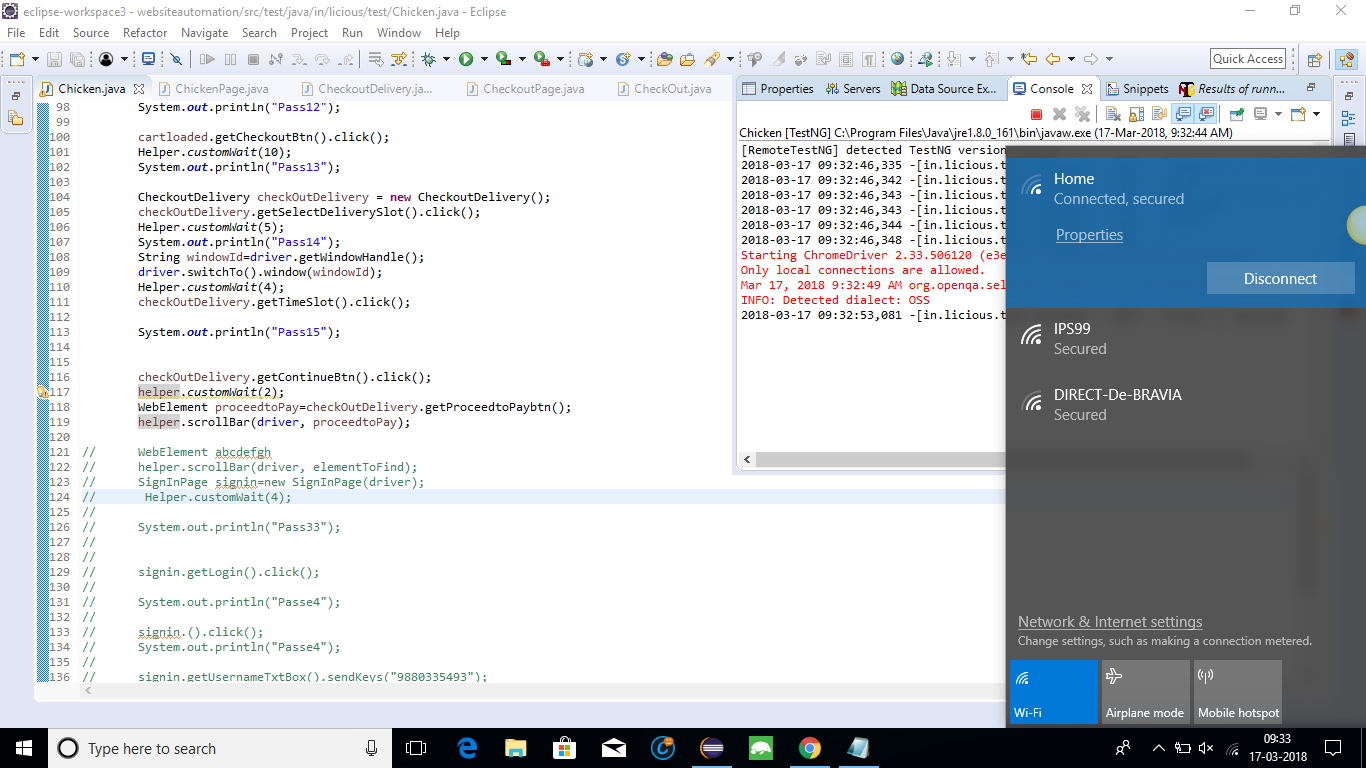 eclipse-workspace3 - websiteautomation/src/test/java/in/licious/test/Chicken.java - Eclipse
File Edit Source Refactor Navigate Search Project Run Window Help
Quick Access
Chicken.java ChickenPage.java CheckoutDelivery.ja... CheckoutPage.java CheckOut.java
98 System.out.println("Pass12");
99
100 cartloaded.getCheckoutBtn().click();
101 Helper.customWait(10);
102 System.out.println("Pass13");
103
104 CheckoutDelivery checkOutDelivery = new CheckoutDelivery();
105 checkOutDelivery.getSelectDeliverySlot().click();
106 Helper.customWait(5);
107 System.out.println("Pass14");
108 String windowId=driver.getWindowHandle();
109 driver.switchTo().window(windowId);
110 Helper.customWait(4);
111 checkOutDelivery.getTimeSlot().click();
112
113 System.out.println("Pass15");
114
115
116 checkOutDelivery.getContinueBtn().click();
117 helper.customWait(2);
118 WebElement proceedtoPay=checkOutDelivery.getProceedtoPaybtn();
119 helper.scrollBar(driver, proceedtoPay);
120
121 // WebElement abcdefgh
122 // helper.scrollBar(driver, elementToFind);
123 // SignInPage signin=new SignInPage(driver);
124 // Helper.customWait(4);
125 //
126 // System.out.println("Pass33");
127 //
128 //
129 // signin.getLogin().click();
130 //
131 // System.out.println("Passe4");
132 //
133 // signin.().click();
134 // System.out.println("Passe4");
135 //
136 // signin.getUsernameTxtBox().sendKeys("9880335493");
Properties Servers Data Source Ex... Console Snippets Results of runn...
Chicken [TestNG] C:\Program Files\Java\jre1.8.0_161\bin\javaw.exe (17-Mar-2018, 9:32:44 AM)
[RemoteTestNG] detected TestNG version
2018-03-17 09:32:46,335 -[in.licious.t
2018-03-17 09:32:46,342 -[in.licious.t
2018-03-17 09:32:46,343 -[in.licious.t
2018-03-17 09:32:46,343 -[in.licious.t
2018-03-17 09:32:46,344 -[in.licious.t
2018-03-17 09:32:46,348 -[in.licious.t
Starting ChromeDriver 2.33.506120 (e3e
Only local connections are allowed.
Mar 17, 2018 9:32:49 AM org.openqa.sel
INFO: Detected dialect: OSS
2018-03-17 09:32:53,081 -[in.licious.t
Home
Connected, secured
Properties
Disconnect
IPS99
Secured
DIRECT-De-BRAVIA
Secured
Network & Internet settings
Change settings, such as making a connection metered.
Wi-Fi Airplane mode Mobile hotspot
Type here to search
09:33
17-03-2018